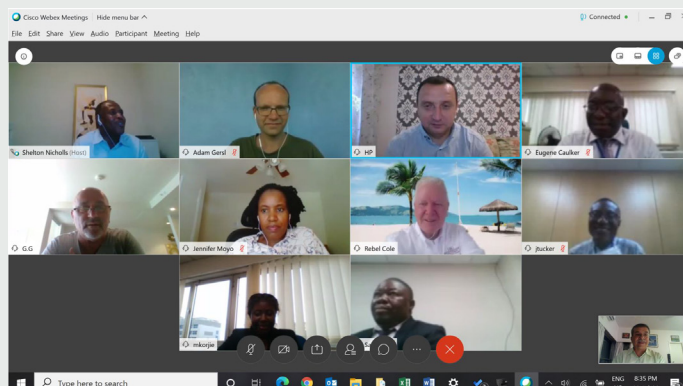 Cisco Webex Meetings Hide menu bar
Connected
File Edit Share View Audio Participant Meeting Help
Shelton Nicholls (Host)
Adam Gersl
HP
Eugene Caulker
G.G
Jennifer Moyo
Rebel Cole
jtucker
mkorjie
Type here to search
ENG 8:35 PM